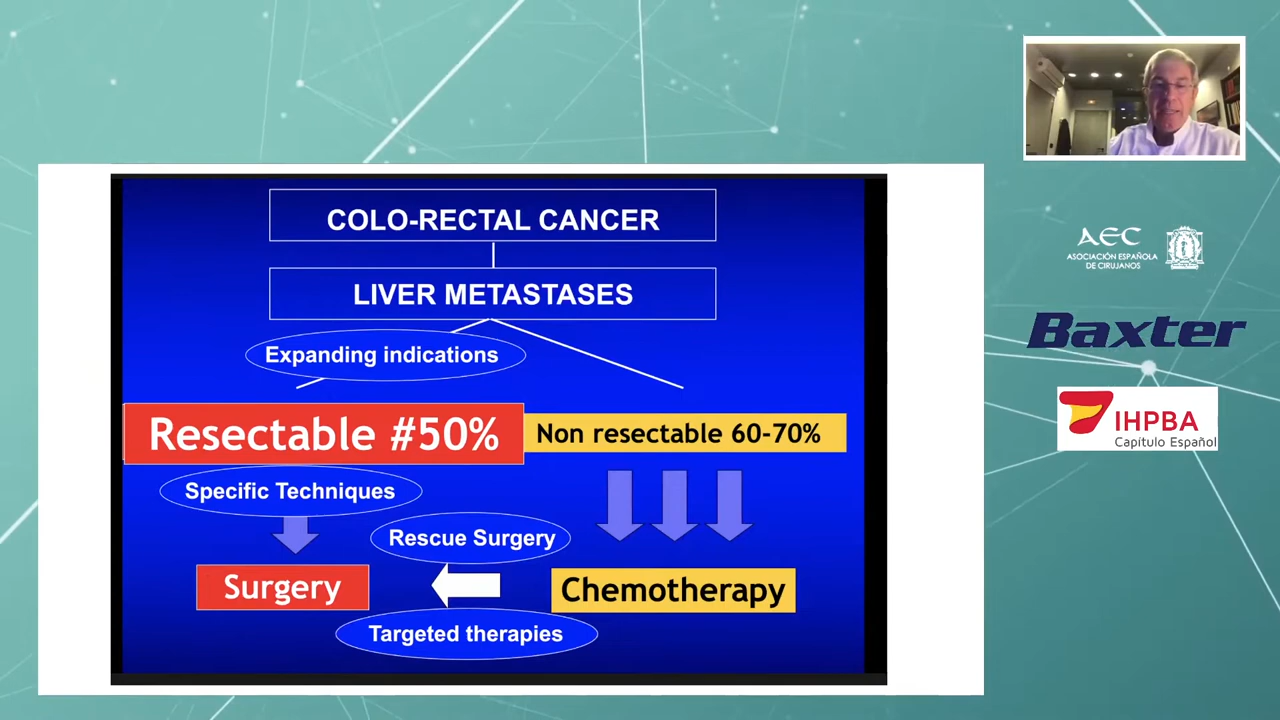 COLO-RECTAL CANCER
LIVER METASTASES
Expanding indications
Resectable #50%
Non resectable 60-70%
Specific Techniques
Rescue Surgery
Surgery
Chemotherapy
Targeted therapies
AEC
ASOCIACIÓN ESPAÑOLA
DE CIRUJANOS
Baxter
IHPBA
Capítulo Español